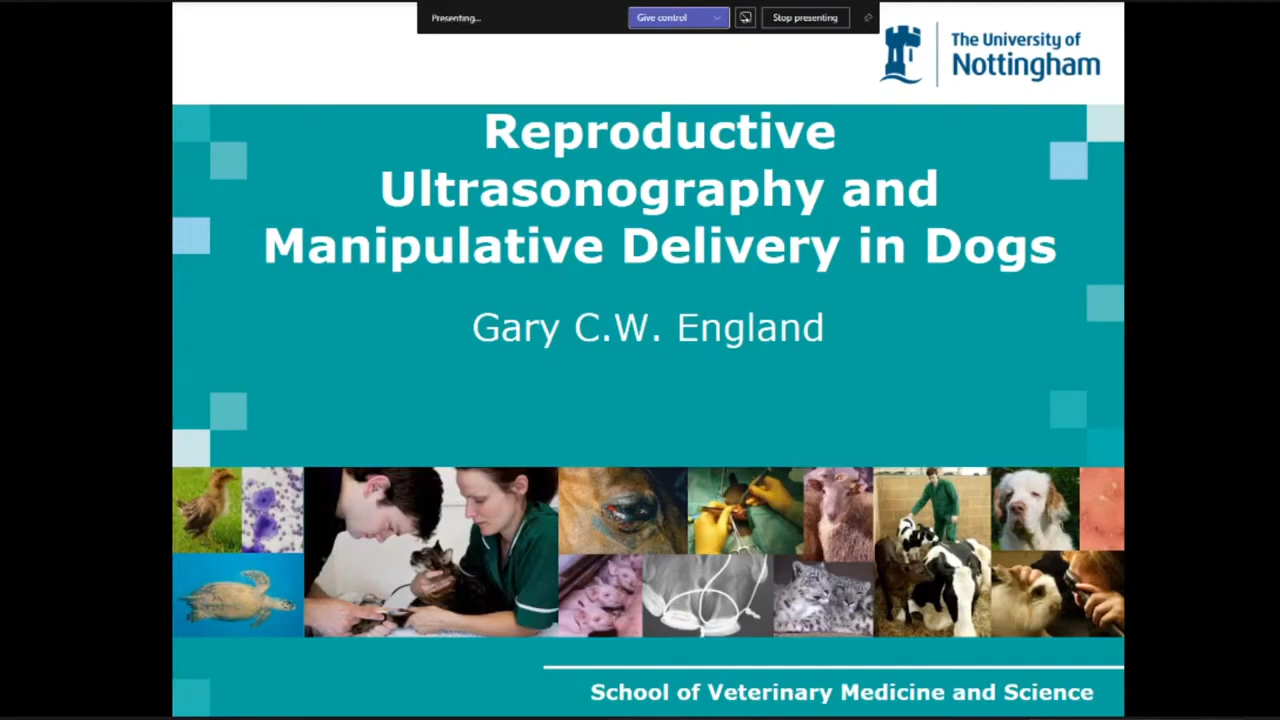 Presenting...
Give control
Stop presenting
The University of
Nottingham
Reproductive
Ultrasonography and
Manipulative Delivery in Dogs
Gary C.W. England
School of Veterinary Medicine and Science